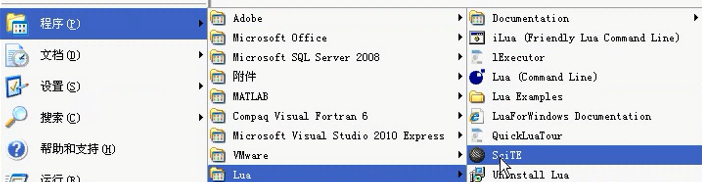 程序(P)
文档(D)
设置(S)
搜索(C)
帮助和支持(H)
运行(R)
Adobe
Microsoft Office
Microsoft SQL Server 2008
附件
MATLAB
Compaq Visual Fortran 6
Microsoft Visual Studio 2010 Express
VMware
Lua
Documentation
iLua (Friendly Lua Command Line)
lExecutor
Lua (Command Line)
Lua Examples
LuaForWindows Documentation
QuickLuaTour
SciTE
Uninstall Lua